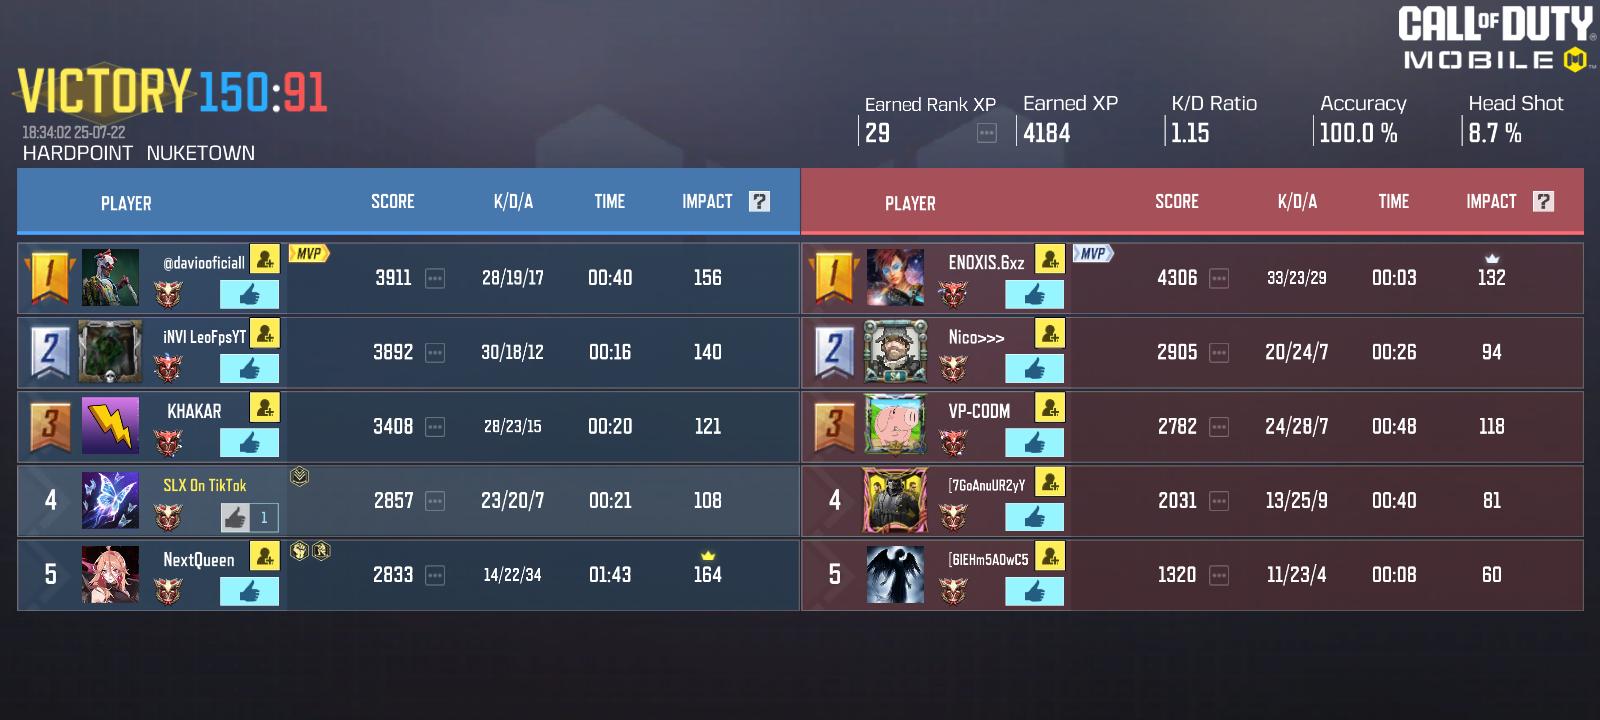 CALL OF DUTY
MOBILE
VICTORY 150:91
18:34:02 25-07-22
HARDPOINT NUKETOWN
Earned Rank XP Earned XP K/D Ratio Accuracy Head Shot
29 4184 1.15 100.0 % 8.7 %
PLAYER SCORE K/D/A TIME IMPACT ? PLAYER SCORE K/D/A TIME IMPACT ?
1 @daviooficiall MVP 3911 28/19/17 00:40 156
1 ENOXIS.6xz MVP 4306 33/23/29 00:03 132
2 iNVI LeoFpsYT 3892 30/18/12 00:16 140
2 Nico>>> 2905 20/24/7 00:26 94
3 KHAKAR 3408 28/23/15 00:20 121
3 VP-CODM 2782 24/28/7 00:48 118
4 SLX On TikTok 1 2857 23/20/7 00:21 108
4 [7GoAnuUR2yY 2031 13/25/9 00:40 81
5 NextQueen 2833 14/22/34 01:43 164
5 [6IEHm5AOwC5 1320 11/23/4 00:08 60